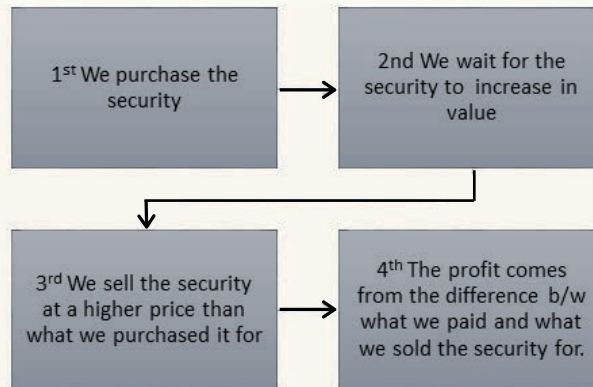 1st We purchase the
security
2nd We wait for the
security to increase in
value
3rd We sell the security
at a higher price than
what we purchased it for
4th The profit comes
from the difference b/w
what we paid and what
we sold the security for.